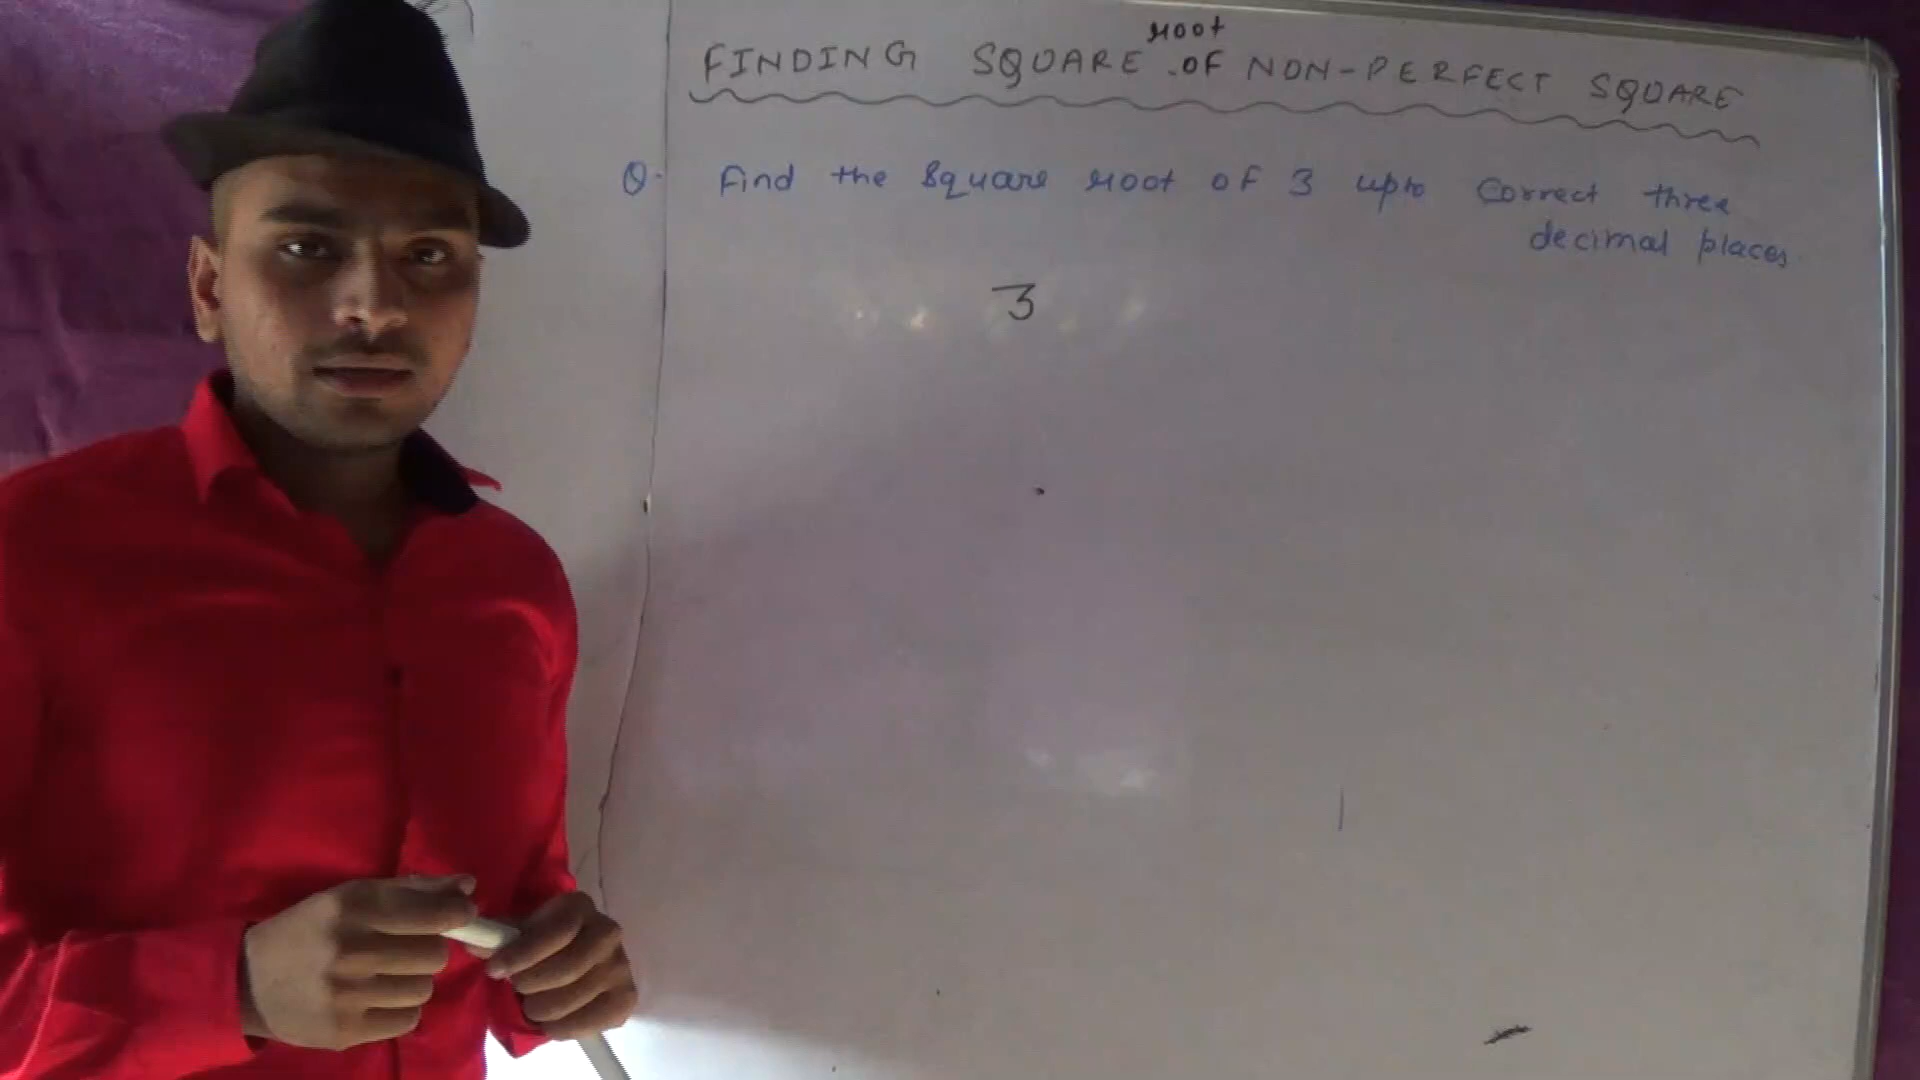 FINDING SQUARE root OF NON-PERFECT SQUARE
Q. Find the square root of 3 upto correct three
decimal places.
3